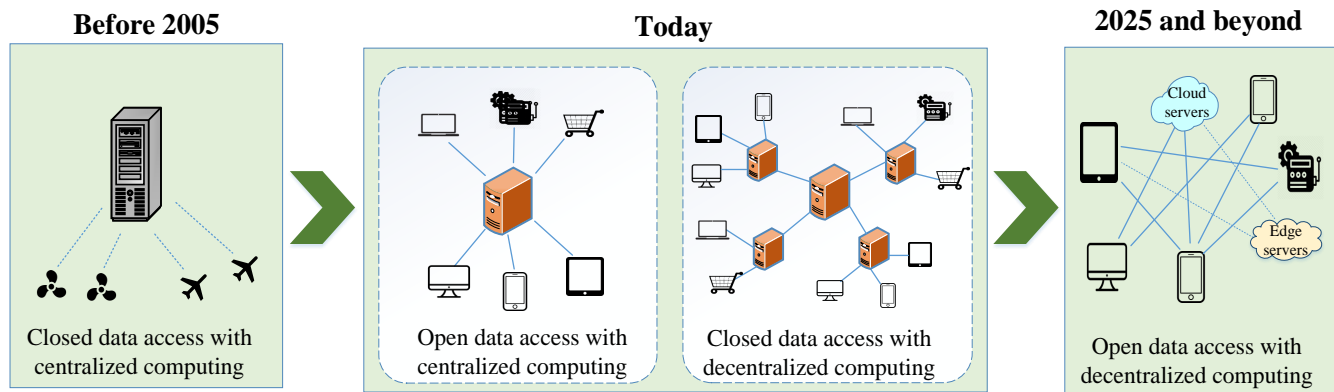 Before 2005
Closed data access with
centralized computing
Today
Open data access with
centralized computing
Closed data access with
decentralized computing
2025 and beyond
Cloud
servers
Edge
servers
Open data access with
decentralized computing